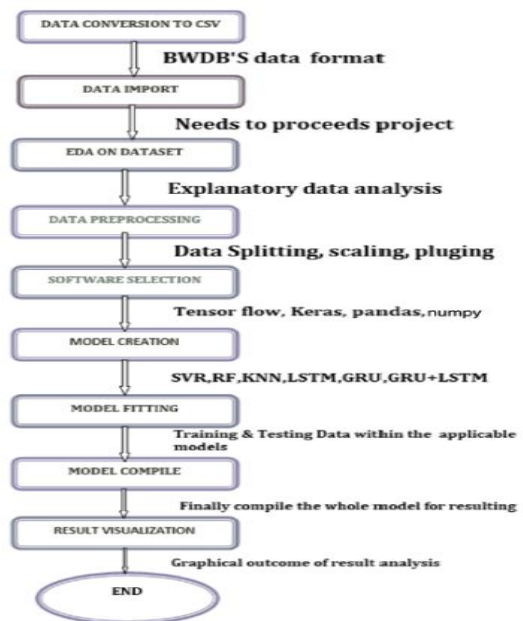 DATA CONVERSION TO CSV
BWDB'S data format
DATA IMPORT
Needs to proceeds project
EDA ON DATASET
Explanatory data analysis
DATA PREPROCESSING
Data Splitting, scaling, pluging
SOFTWARE SELECTION
Tensor flow, Keras, pandas,numpy
MODEL CREATION
SVR,RF,KNN,LSTM,GRU,GRU+LSTM
MODEL FITTING
Training & Testing Data within the applicable
models
MODEL COMPILE
Finally compile the whole model for resulting
RESULT VISUALIZATION
Graphical outcome of result analysis
END